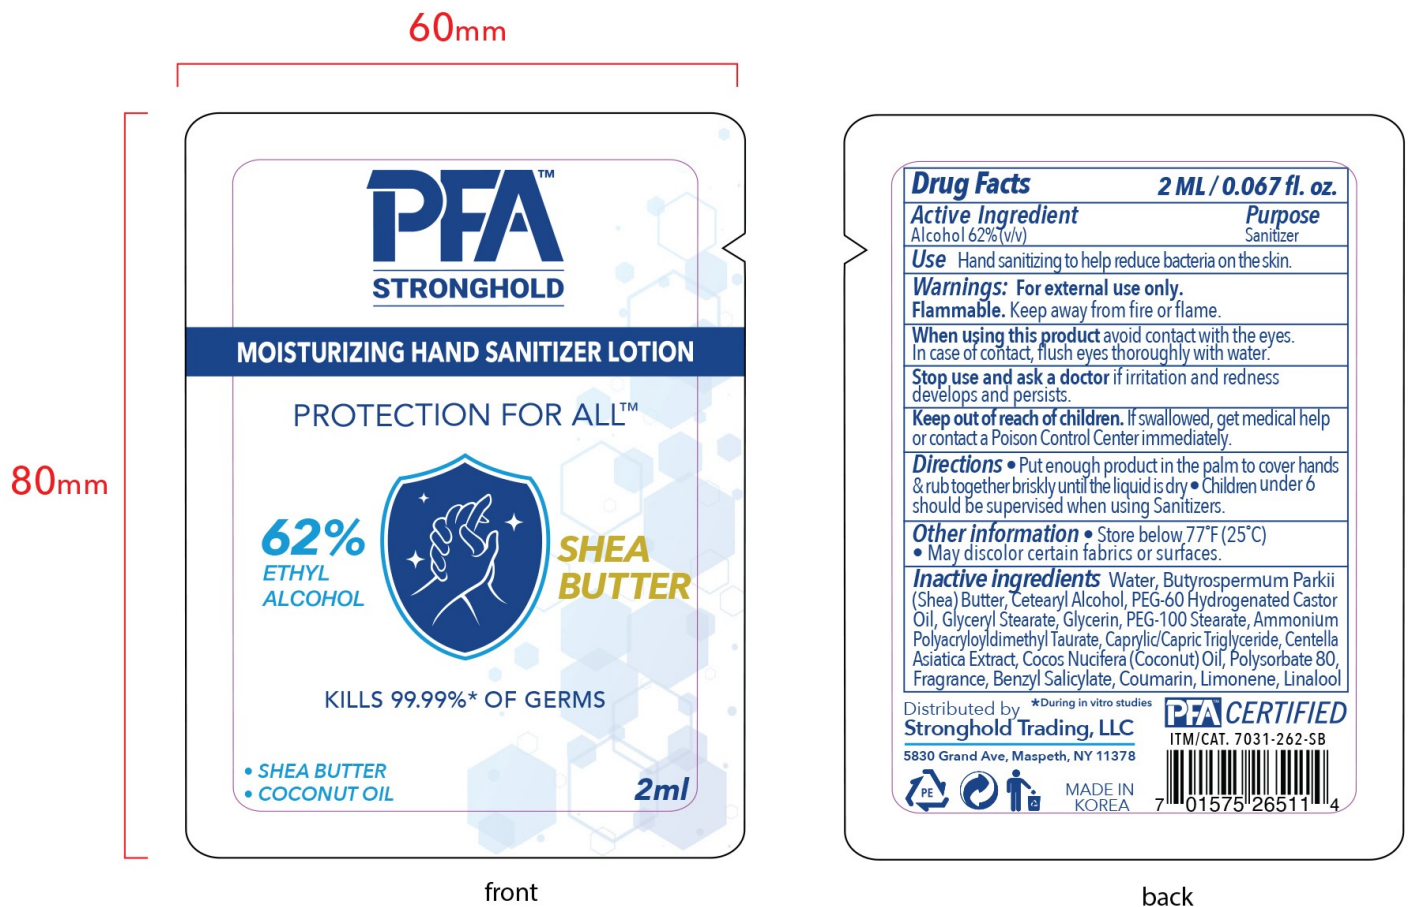 60mm
80mm
PFA™
STRONGHOLD
MOISTURIZING HAND SANITIZER LOTION
PROTECTION FOR ALL™
62%
ETHYL
ALCOHOL
SHEA
BUTTER
KILLS 99.99%* OF GERMS
• SHEA BUTTER
• COCONUT OIL
2ml
front
Drug Facts 2 ML / 0.067 fl. oz.
Active Ingredient Purpose
Alcohol 62%(v/v) Sanitizer
Use Hand sanitizing to help reduce bacteria on the skin.
Warnings: For external use only.
Flammable. Keep away from fire or flame.
When using this product avoid contact with the eyes.
In case of contact, flush eyes thoroughly with water.
Stop use and ask a doctor if irritation and redness
develops and persists.
Keep out of reach of children. If swallowed, get medical help
or contact a Poison Control Center immediately.
Directions • Put enough product in the palm to cover hands
& rub together briskly until the liquid is dry • Children under 6
should be supervised when using Sanitizers.
Other information • Store below 77˚F (25˚C)
• May discolor certain fabrics or surfaces.
Inactive ingredients Water, Butyrospermum Parkii
(Shea) Butter, Cetearyl Alcohol, PEG-60 Hydrogenated Castor
Oil, Glyceryl Stearate, Glycerin, PEG-100 Stearate, Ammonium
Polyacryloyldimethyl Taurate, Caprylic/Capric Triglyceride, Centella
Asiatica Extract, Cocos Nucifera (Coconut) Oil, Polysorbate 80,
Fragrance, Benzyl Salicylate, Coumarin, Limonene, Linalool
Distributed by *During in vitro studies
Stronghold Trading, LLC
5830 Grand Ave, Maspeth, NY 11378
PE
MADE IN
KOREA
PFA™ CERTIFIED
ITM/CAT. 7031-262-SB
7 01575 26511 4
back